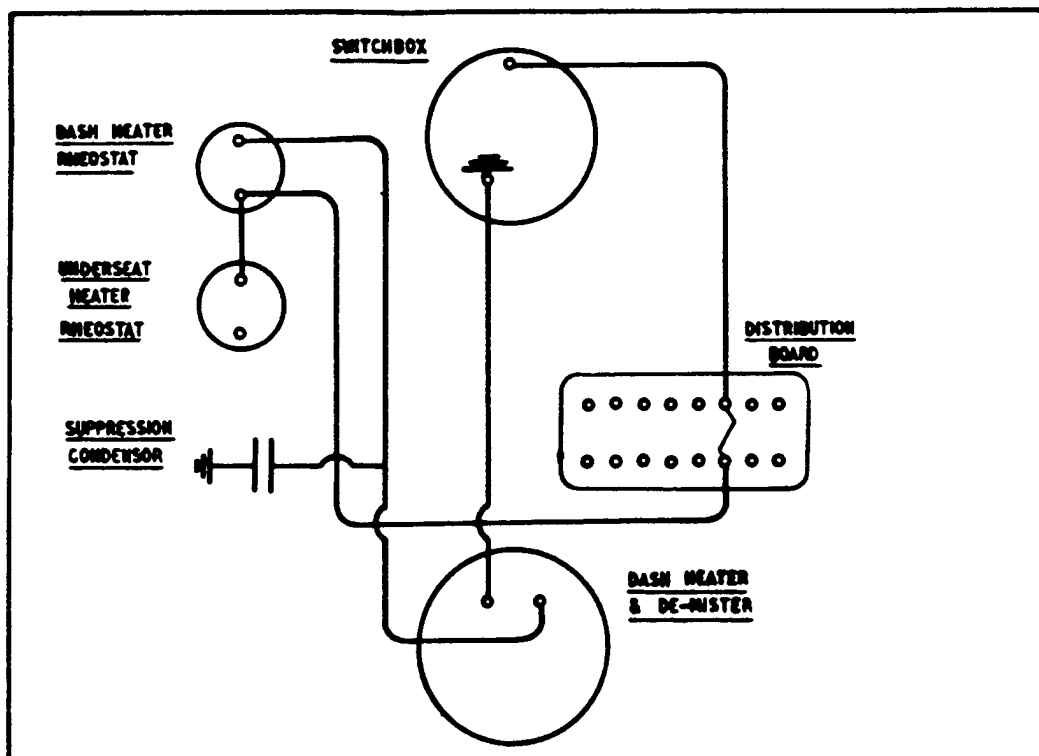 SWITCHBOX
DASH HEATER
RHEOSTAT
UNDERSEAT
HEATER
RHEOSTAT
DISTRIBUTION
BOARD
SUPPRESSION
CONDENSOR
DASH HEATER
& DE-MISTER